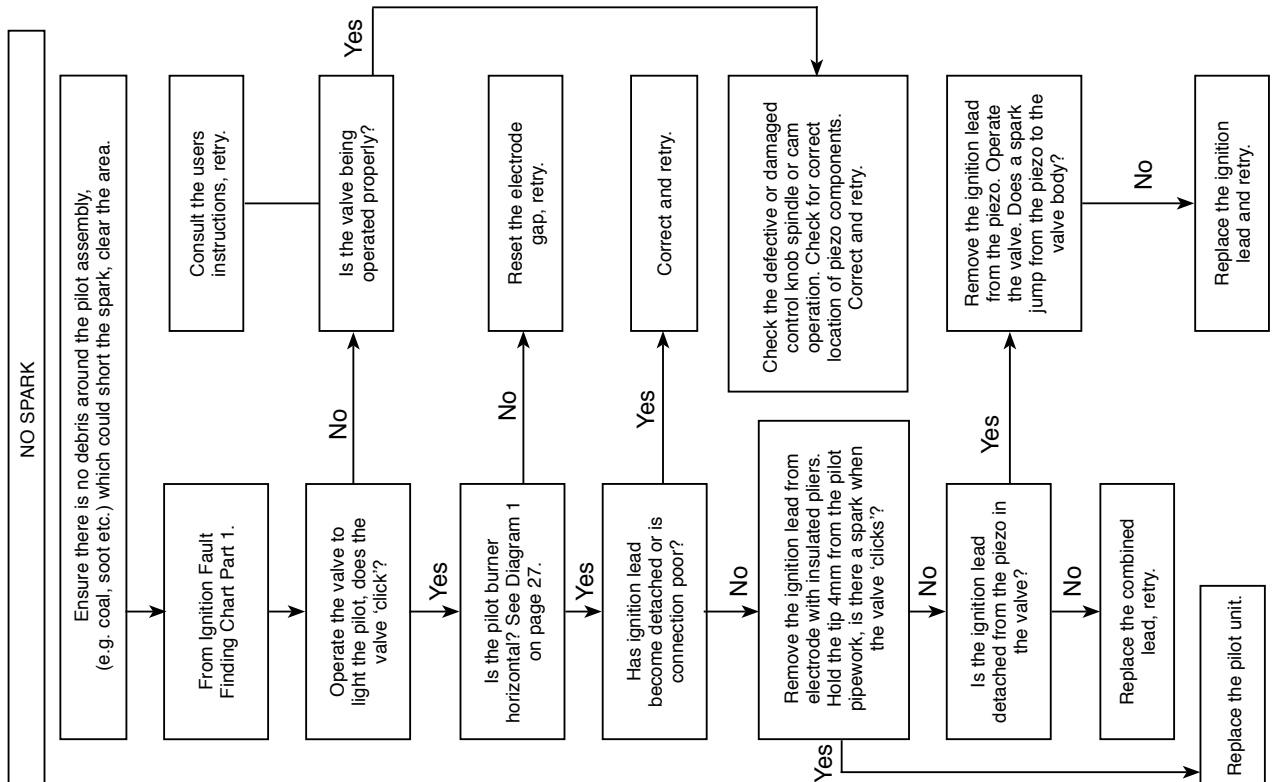 NO SPARK
Ensure there is no debris around the pilot assembly,
(e.g. coal, soot etc.) which could short the spark, clear the area.
From Ignition Fault
Finding Chart Part 1.
Consult the users
instructions, retry.
Operate the valve to
light the pilot, does the
valve ‘click’?
No
Is the valve being
operated properly?
Yes
Yes
Is the pilot burner
horizontal? See Diagram 1
on page 27.
No
Reset the electrode
gap, retry.
Yes
Has ignition lead
become detached or is
connection poor?
Yes
Correct and retry.
No
Remove the ignition lead from
electrode with insulated pliers.
Hold the tip 4mm from the pilot
pipework, is there a spark when
the valve ‘clicks’?
Check the defective or damaged
control knob spindle or cam
operation. Check for correct
location of piezo components.
Correct and retry.
Yes
No
Is the ignition lead
detached from the piezo in
the valve?
Yes
Remove the ignition lead
from the piezo. Operate
the valve. Does a spark
jump from the piezo to the
valve body?
No
No
Replace the combined
lead, retry.
Replace the ignition
lead and retry.
Replace the pilot unit.